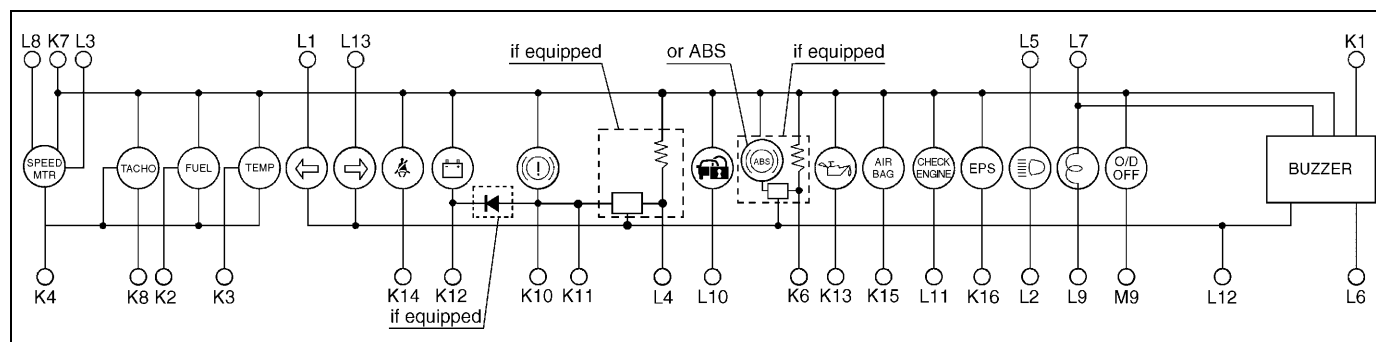 L8 K7 L3 L1 L13 L5 L7 K1
if equipped or ABS if equipped
SPEED
MTR
TACHO
FUEL
TEMP
!
ABS
AIR
BAG
CHECK
ENGINE
EPS
O/D
OFF
BUZZER
K4 K8 K2 K3 K14 K12 K10 K11 L4 L10 K6 K13 K15 L11 K16 L2 L9 M9 L12 L6
if equipped